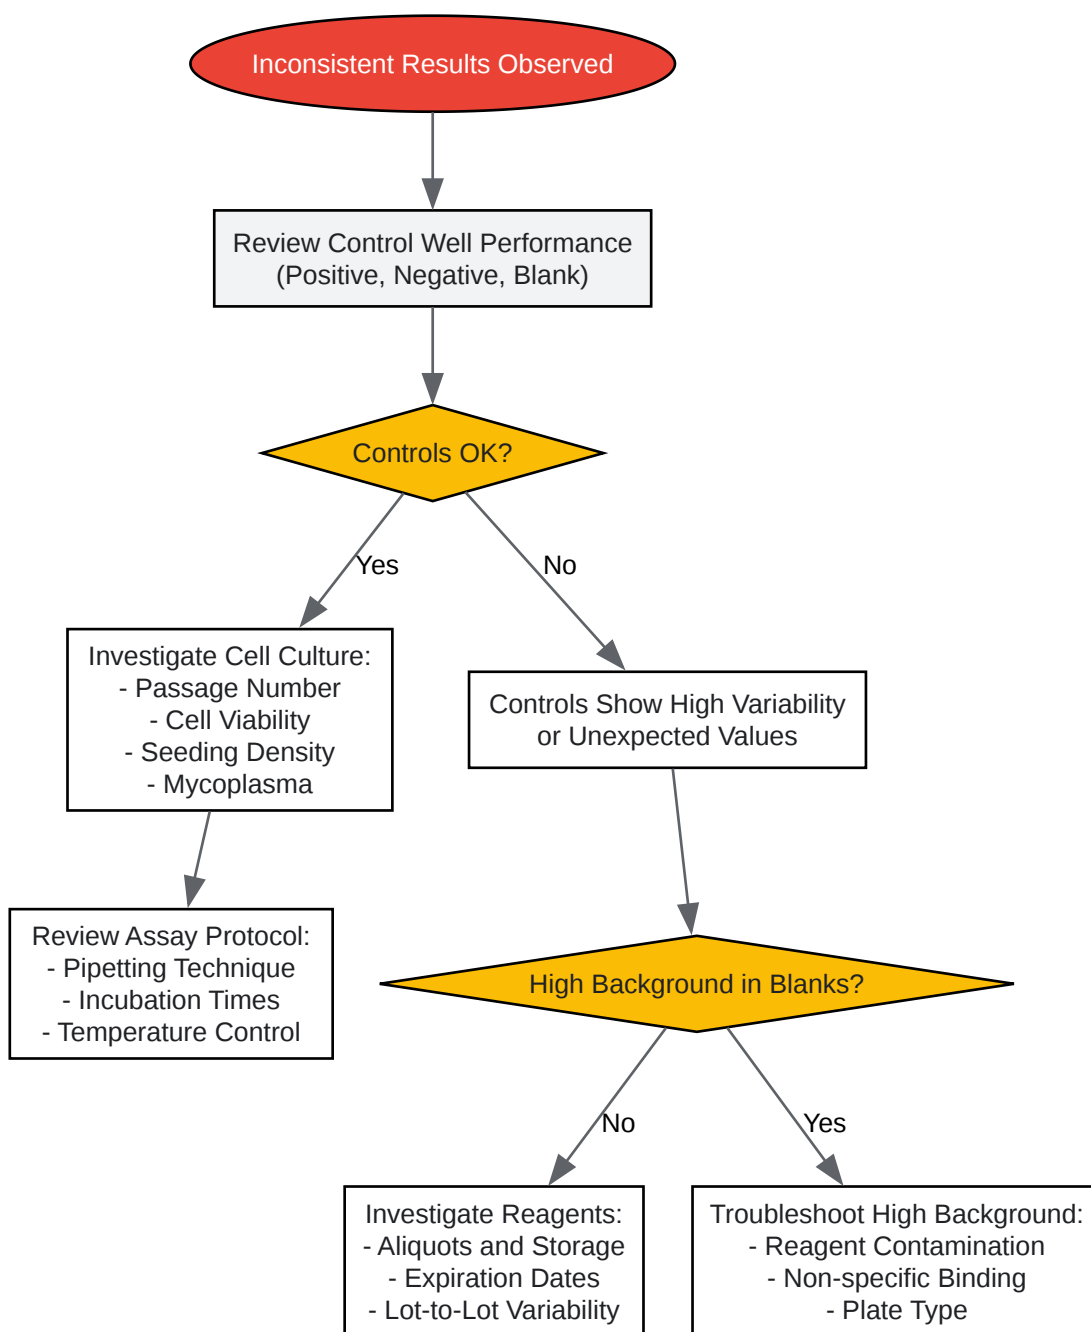 Inconsistent Results Observed
Review Control Well Performance
(Positive, Negative, Blank)
Controls OK?
Yes
No
Investigate Cell Culture:
- Passage Number
- Cell Viability
- Seeding Density
- Mycoplasma
Controls Show High Variability
or Unexpected Values
Review Assay Protocol:
- Pipetting Technique
- Incubation Times
- Temperature Control
High Background in Blanks?
No
Yes
Investigate Reagents:
- Aliquots and Storage
- Expiration Dates
- Lot-to-Lot Variability
Troubleshoot High Background:
- Reagent Contamination
- Non-specific Binding
- Plate Type